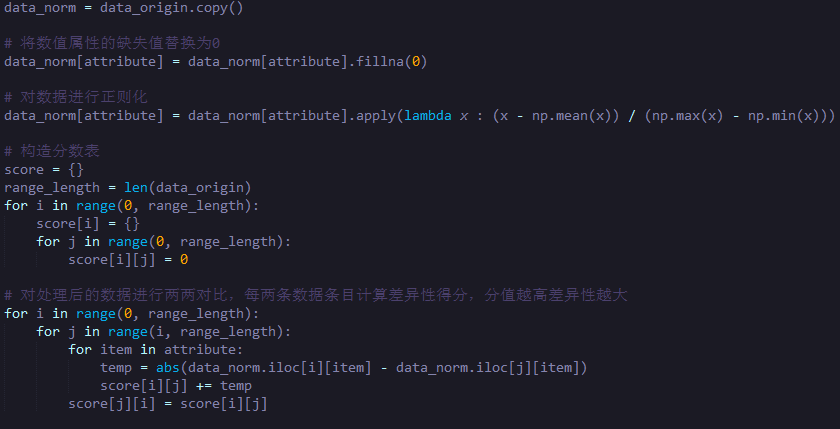 data_norm = data_origin.copy()
# 将数值属性的缺失值替换为0
data_norm[attribute] = data_norm[attribute].fillna(0)
# 对数据进行正则化
data_norm[attribute] = data_norm[attribute].apply(lambda x : (x - np.mean(x)) / (np.max(x) - np.min(x)))
# 构造分数表
score = {}
range_length = len(data_origin)
for i in range(0, range_length):
    score[i] = {}
    for j in range(0, range_length):
        score[i][j] = 0
# 对处理后的数据进行两两对比，每两条数据条目计算差异性得分，分值越高差异性越大
for i in range(0, range_length):
    for j in range(i, range_length):
        for item in attribute:
            temp = abs(data_norm.iloc[i][item] - data_norm.iloc[j][item])
            score[i][j] += temp
        score[j][i] = score[i][j]